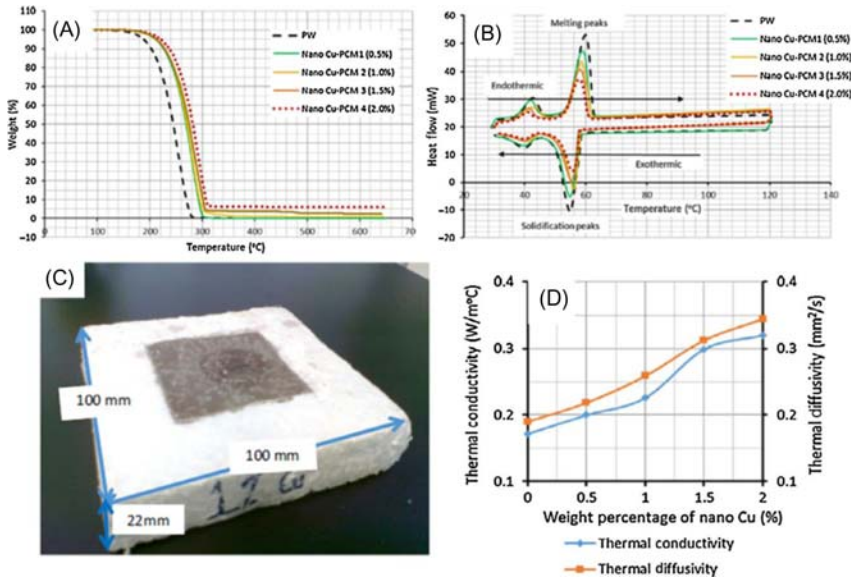 (A)
110
100
90
80
70
60
50
40
30
20
10
0
−10
Weight (%)
0
100
200
300
400
500
600
70
Temperature (°C)
PW
Nano Cu-PCM1 (0.5%)
Nano Cu-PCM 2 (1.0%)
Nano Cu-PCM 3 (1.5%)
Nano Cu-PCM 4 (2.0%)
(B)
60
50
40
30
20
10
0
−10
−20
Heat flow (mW)
20
40
60
80
100
120
140
Temperature (°C)
Melting peaks
Endothermic
Exothermic
Solidification peaks
PW
Nano Cu-PCM1 (0.5%)
Nano Cu-PCM 2 (1.0%)
Nano Cu-PCM 3 (1.5%)
Nano Cu-PCM 4 (2.0%)
(C)
100 mm
100 mm
22mm
(D)
0.4
0.3
0.2
0.1
Thermal conductivity (W/m°C)
0.4
0.3
0.2
0.1
Thermal diffusivity (mm²/s)
0
0.5
1
1.5
2
Weight percentage of nano Cu (%)
Thermal conductivity
Thermal diffusivity